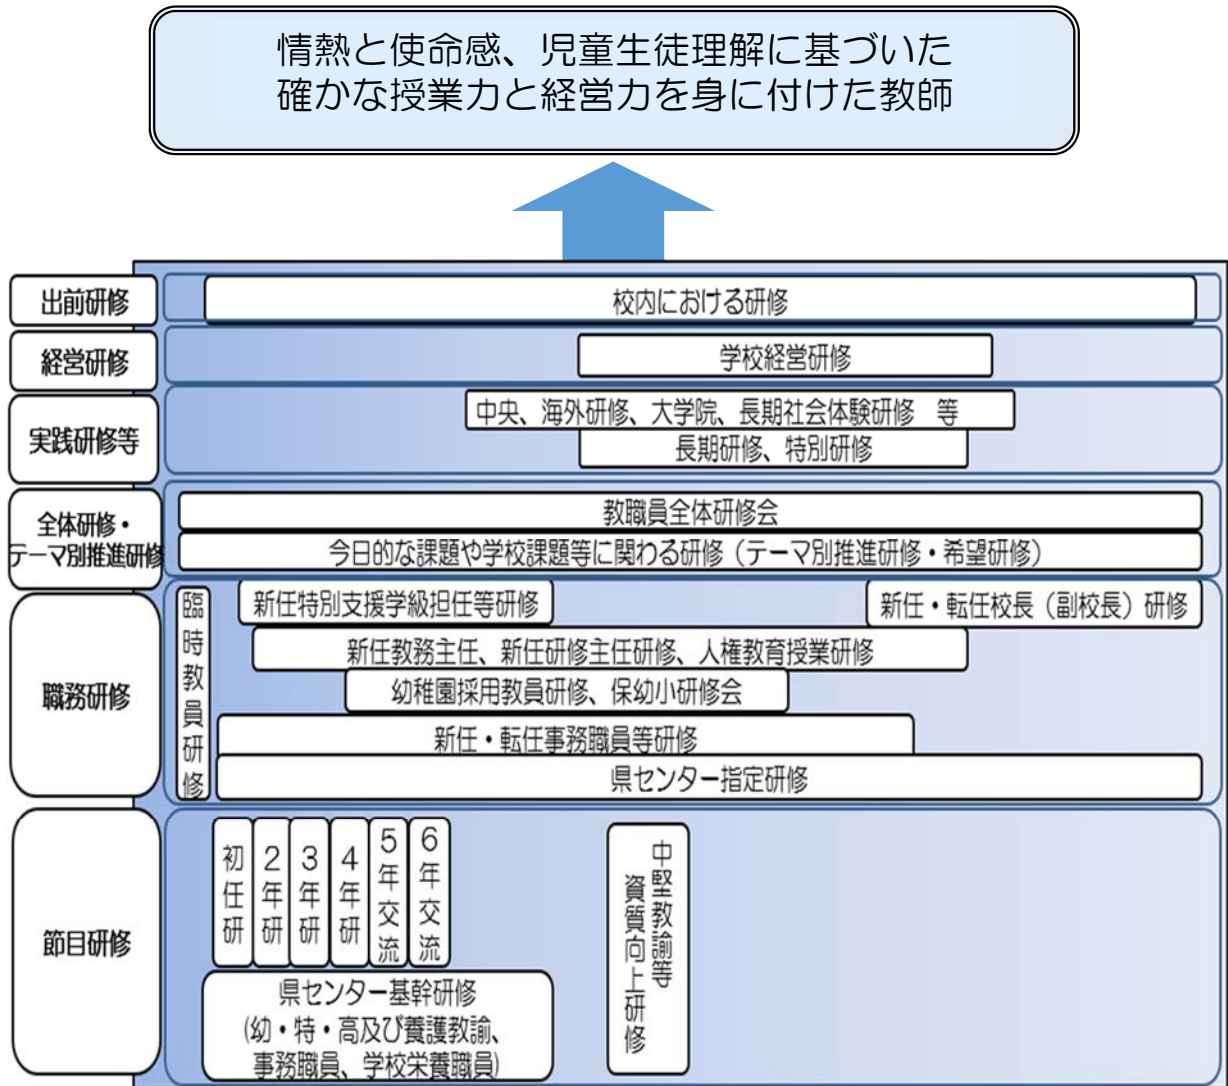 情熱と使命感、児童生徒理解に基づいた
確かな授業力と経営力を身に付けた教師
出前研修
校内における研修
経営研修
学校経営研修
実践研修等
中央、海外研修、大学院、長期社会体験研修　等
長期研修、特別研修
全体研修・
テーマ別推進研修
教職員全体研修会
今日的な課題や学校課題等に関わる研修（テーマ別推進研修・希望研修）
職務研修
臨時教員研修
新任特別支援学級担任等研修
新任・転任校長（副校長）研修
新任教務主任、新任研修主任研修、人権教育授業研修
幼稚園採用教員研修、保幼小研修会
新任・転任事務職員等研修
県センター指定研修
節目研修
初任研
２年研
３年研
４年研
５年交流
６年交流
中堅教諭等
資質向上研修
県センター基幹研修
(幼・特・高及び養護教諭、
事務職員、学校栄養職員)